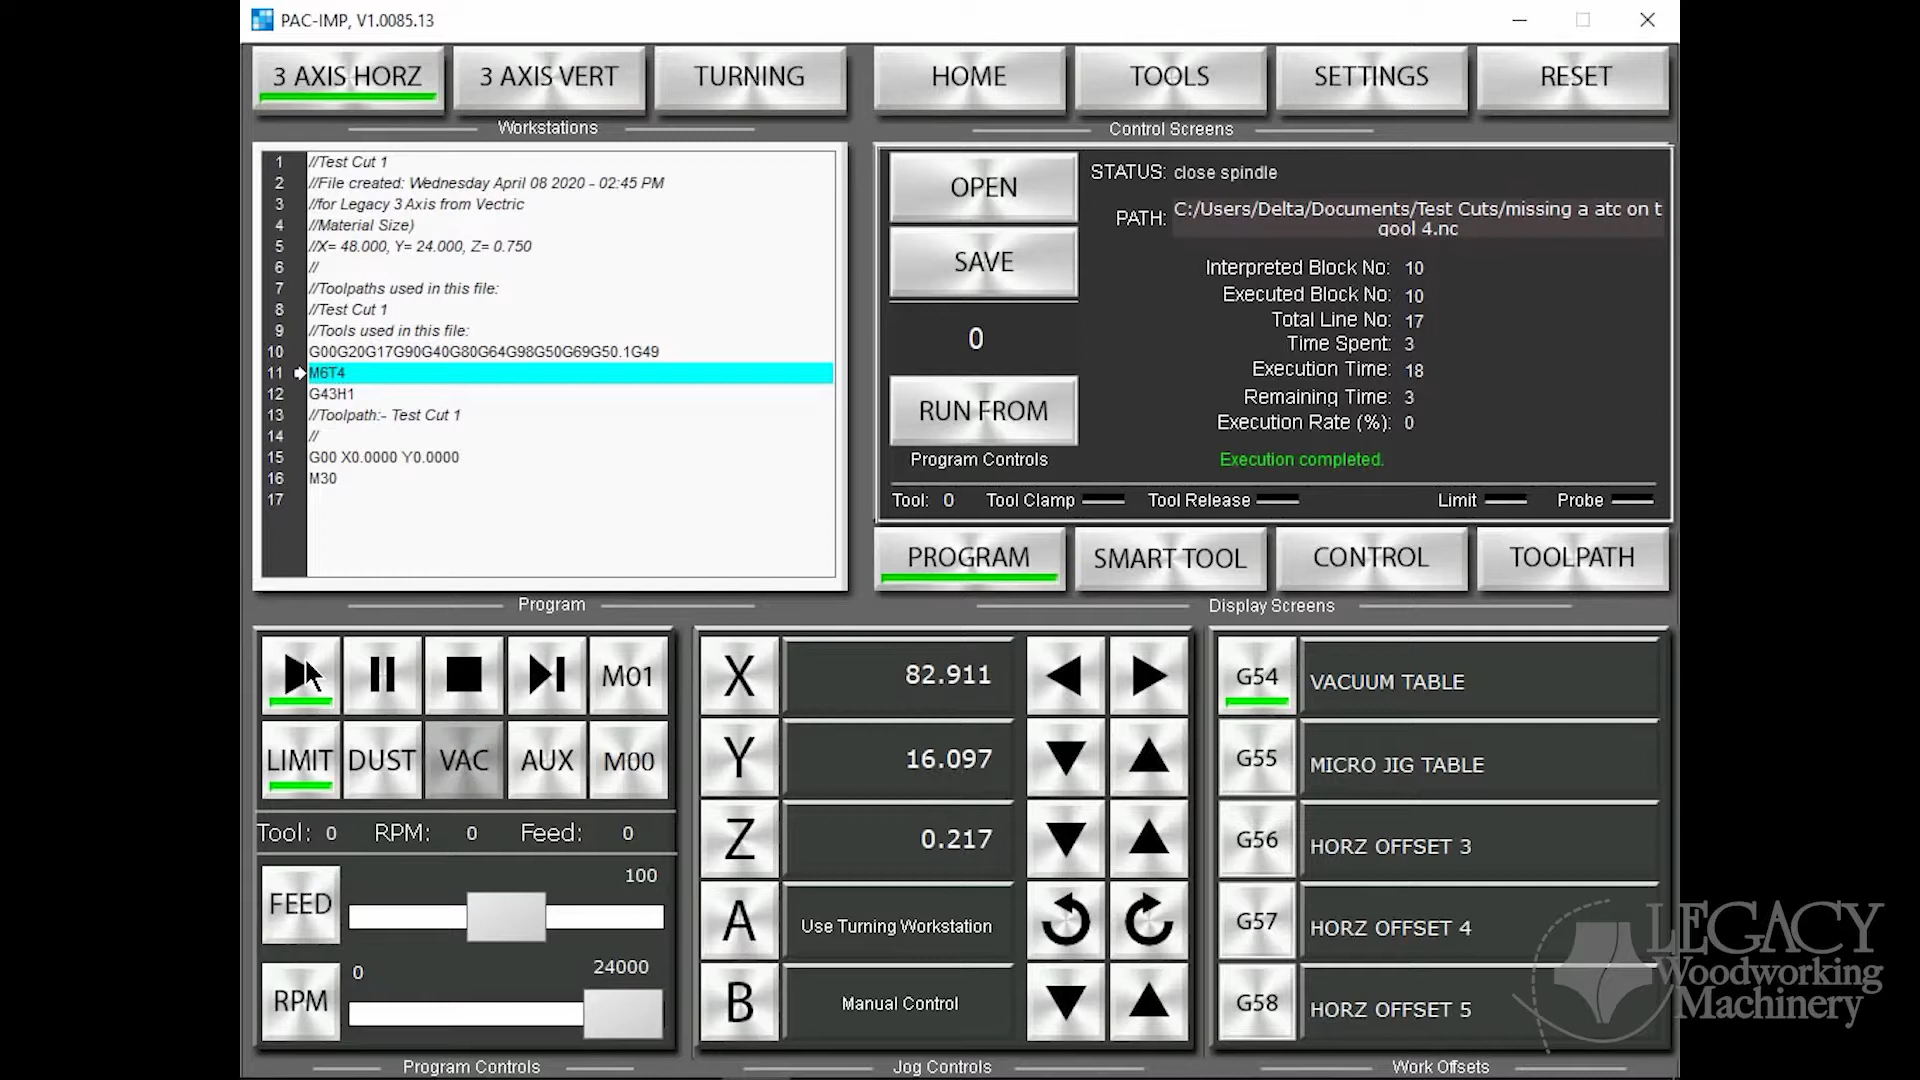 PAC-IMP, V1.0085.13
3 AXIS HORZ
3 AXIS VERT
TURNING
HOME
TOOLS
SETTINGS
RESET
Workstations
Control Screens
1 //Test Cut 1
2 //File created: Wednesday April 08 2020 - 02:45 PM
3 //for Legacy 3 Axis from Vectric
4 //Material Size)
5 //X= 48.000, Y= 24.000, Z= 0.750
6 //
7 //Toolpaths used in this file:
8 //Test Cut 1
9 //Tools used in this file:
10 G00G20G17G90G40G80G64G98G50G69G50.1G49
11 M6T4
12 G43H1
13 //Toolpath:- Test Cut 1
14 //
15 G00 X0.0000 Y0.0000
16 M30
17
Program
OPEN
SAVE
0
RUN FROM
Program Controls
STATUS: close spindle
PATH: C:/Users/Delta/Documents/Test Cuts/missing a atc on t
gool 4.nc
Interpreted Block No: 10
Executed Block No: 10
Total Line No: 17
Time Spent: 3
Execution Time: 18
Remaining Time: 3
Execution Rate (%): 0
Execution completed.
Tool: 0 Tool Clamp Tool Release Limit Probe
PROGRAM
SMART TOOL
CONTROL
TOOLPATH
Display Screens
M01
LIMIT
DUST
VAC
AUX
M00
Tool: 0 RPM: 0 Feed: 0
FEED
100
RPM
0
24000
Program Controls
X 82.911
Y 16.097
Z 0.217
A Use Turning Workstation
B Manual Control
Jog Controls
G54 VACUUM TABLE
G55 MICRO JIG TABLE
G56 HORZ OFFSET 3
G57 HORZ OFFSET 4
G58 HORZ OFFSET 5
Work Offsets
LEGACY
Woodworking
Machinery